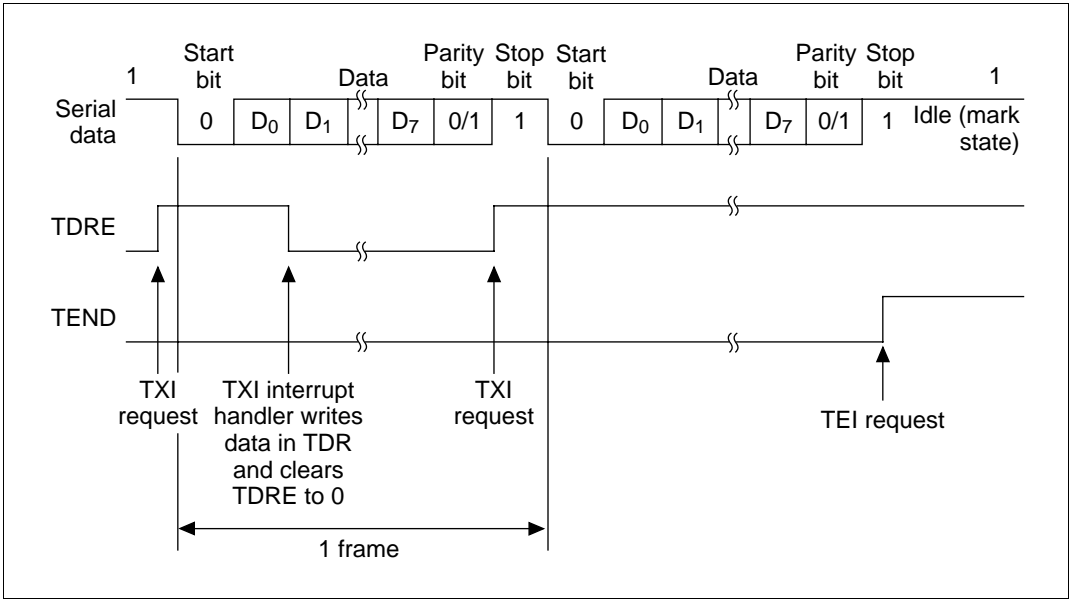 Start bit
Parity bit
Stop bit
Start bit
Parity bit
Stop bit
1
Data
Data
1
Serial data
0
D0
D1
D7
0/1
1
0
D0
D1
D7
0/1
1
Idle (mark state)
TDRE
TEND
TXI
request
TXI interrupt
handler writes
data in TDR
and clears
TDRE to 0
TXI
request
TEI request
1 frame